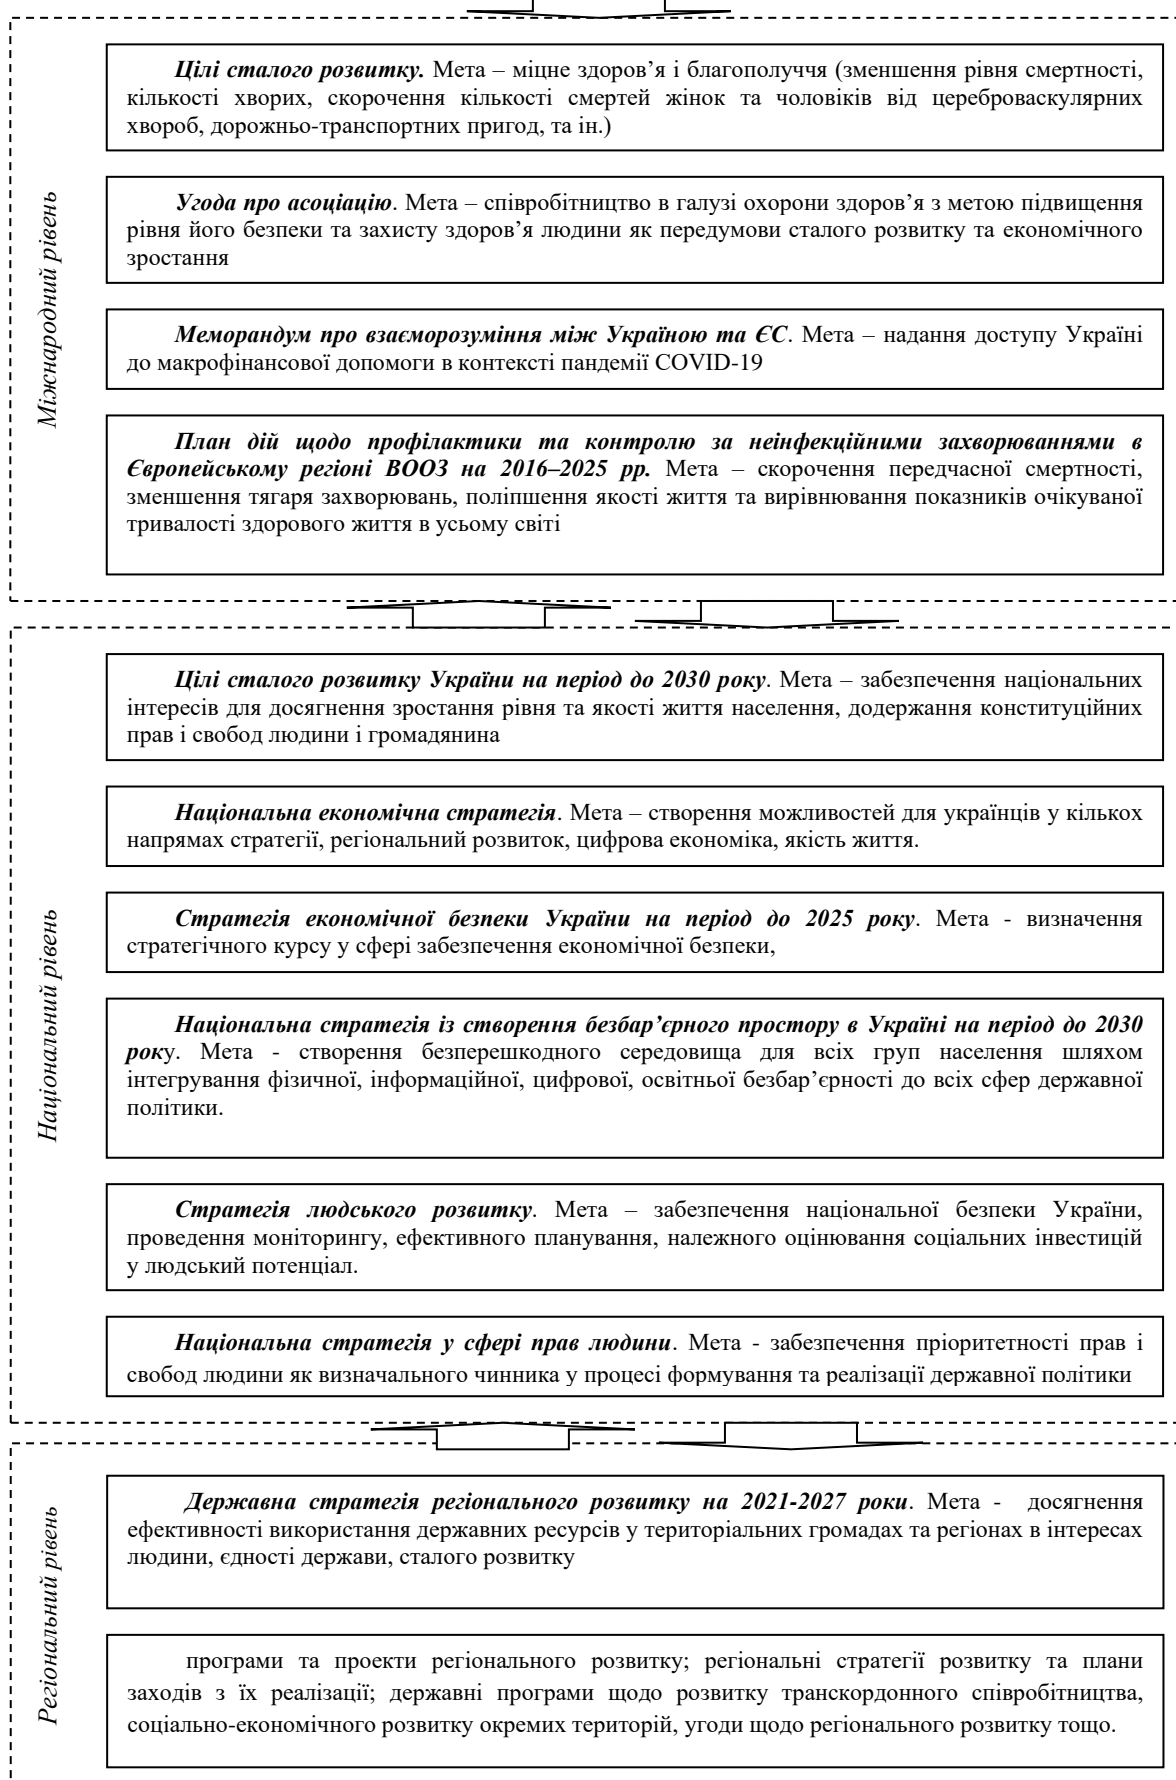 Міжнародний рівень
Цілі сталого розвитку. Мета – міцне здоров’я і благополуччя (зменшення рівня смертності,
кількості хворих, скорочення кількості смертей жінок та чоловіків від цереброваскулярних
хвороб, дорожньо-транспортних пригод, та ін.)
Угода про асоціацію. Мета – співробітництво в галузі охорони здоров’я з метою підвищення
рівня його безпеки та захисту здоров’я людини як передумови сталого розвитку та економічного
зростання
Меморандум про взаєморозуміння між Україною та ЄС. Мета – надання доступу Україні
до макрофінансової допомоги в контексті пандемії COVID-19
План дій щодо профілактики та контролю за неінфекційними захворюваннями в
Європейському регіоні ВООЗ на 2016–2025 рр. Мета – скорочення передчасної смертності,
зменшення тягаря захворювань, поліпшення якості життя та вирівнювання показників очікуваної
тривалості здорового життя в усьому світі
Національний рівень
Цілі сталого розвитку України на період до 2030 року. Мета – забезпечення національних
інтересів для досягнення зростання рівня та якості життя населення, додержання конституційних
прав і свобод людини і громадянина
Національна економічна стратегія. Мета – створення можливостей для українців у кількох
напрямах стратегії, регіональний розвиток, цифрова економіка, якість життя.
Стратегія економічної безпеки України на період до 2025 року. Мета - визначення
стратегічного курсу у сфері забезпечення економічної безпеки,
Національна стратегія із створення безбар’єрного простору в Україні на період до 2030
року. Мета - створення безперешкодного середовища для всіх груп населення шляхом
інтегрування фізичної, інформаційної, цифрової, освітньої безбар’єрності до всіх сфер державної
політики.
Стратегія людського розвитку. Мета – забезпечення національної безпеки України,
проведення моніторингу, ефективного планування, належного оцінювання соціальних інвестицій
у людський потенціал.
Національна стратегія у сфері прав людини. Мета - забезпечення пріоритетності прав і
свобод людини як визначального чинника у процесі формування та реалізації державної політики
Регіональний рівень
Державна стратегія регіонального розвитку на 2021-2027 роки. Мета - досягнення
ефективності використання державних ресурсів у територіальних громадах та регіонах в інтересах
людини, єдності держави, сталого розвитку
програми та проекти регіонального розвитку; регіональні стратегії розвитку та плани
заходів з їх реалізації; державні програми щодо розвитку транскордонного співробітництва,
соціально-економічного розвитку окремих територій, угоди щодо регіонального розвитку тощо.